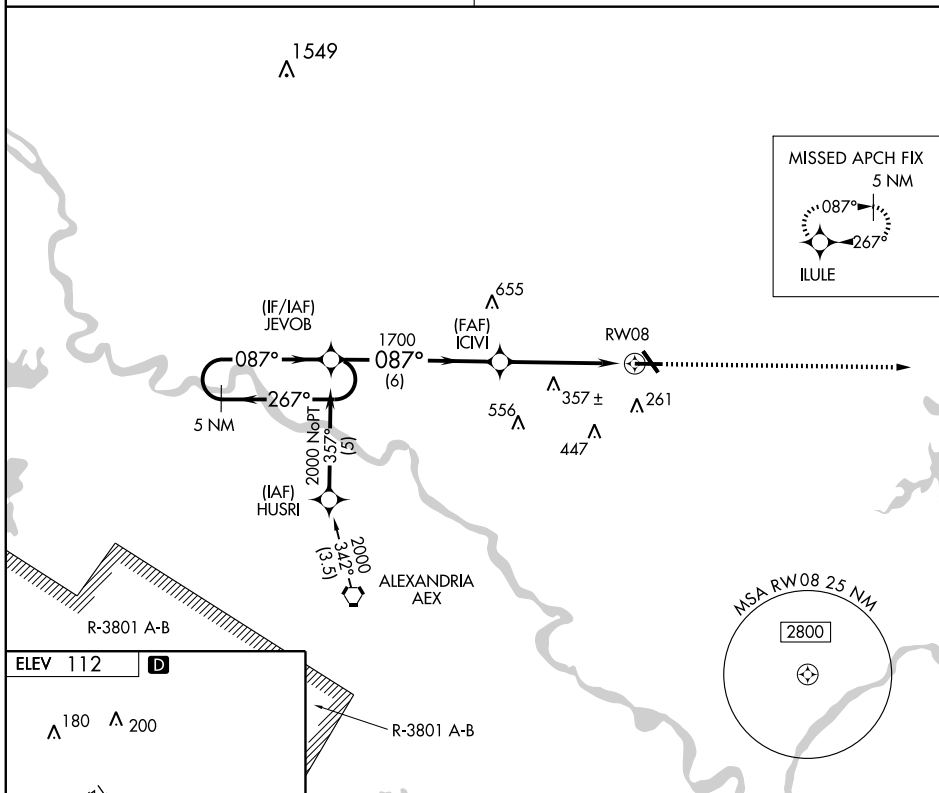 1549
MISSED APCH FIX
5 NM
087°
267°
ILULE
655
(IF/IAF)
JEVOB
(FAF)
ICIVI
RW08
1700
087°
087°
(6)
267°
5 NM
357 ±
261
556
447
2000 NoPT
357°
(5)
(IAF)
HUSRI
2000
342°
(3.5)
ALEXANDRIA
AEX
MSA RW08 25 NM
2800
R-3801 A-B
ELEV 112 D
180
200
R-3801 A-B